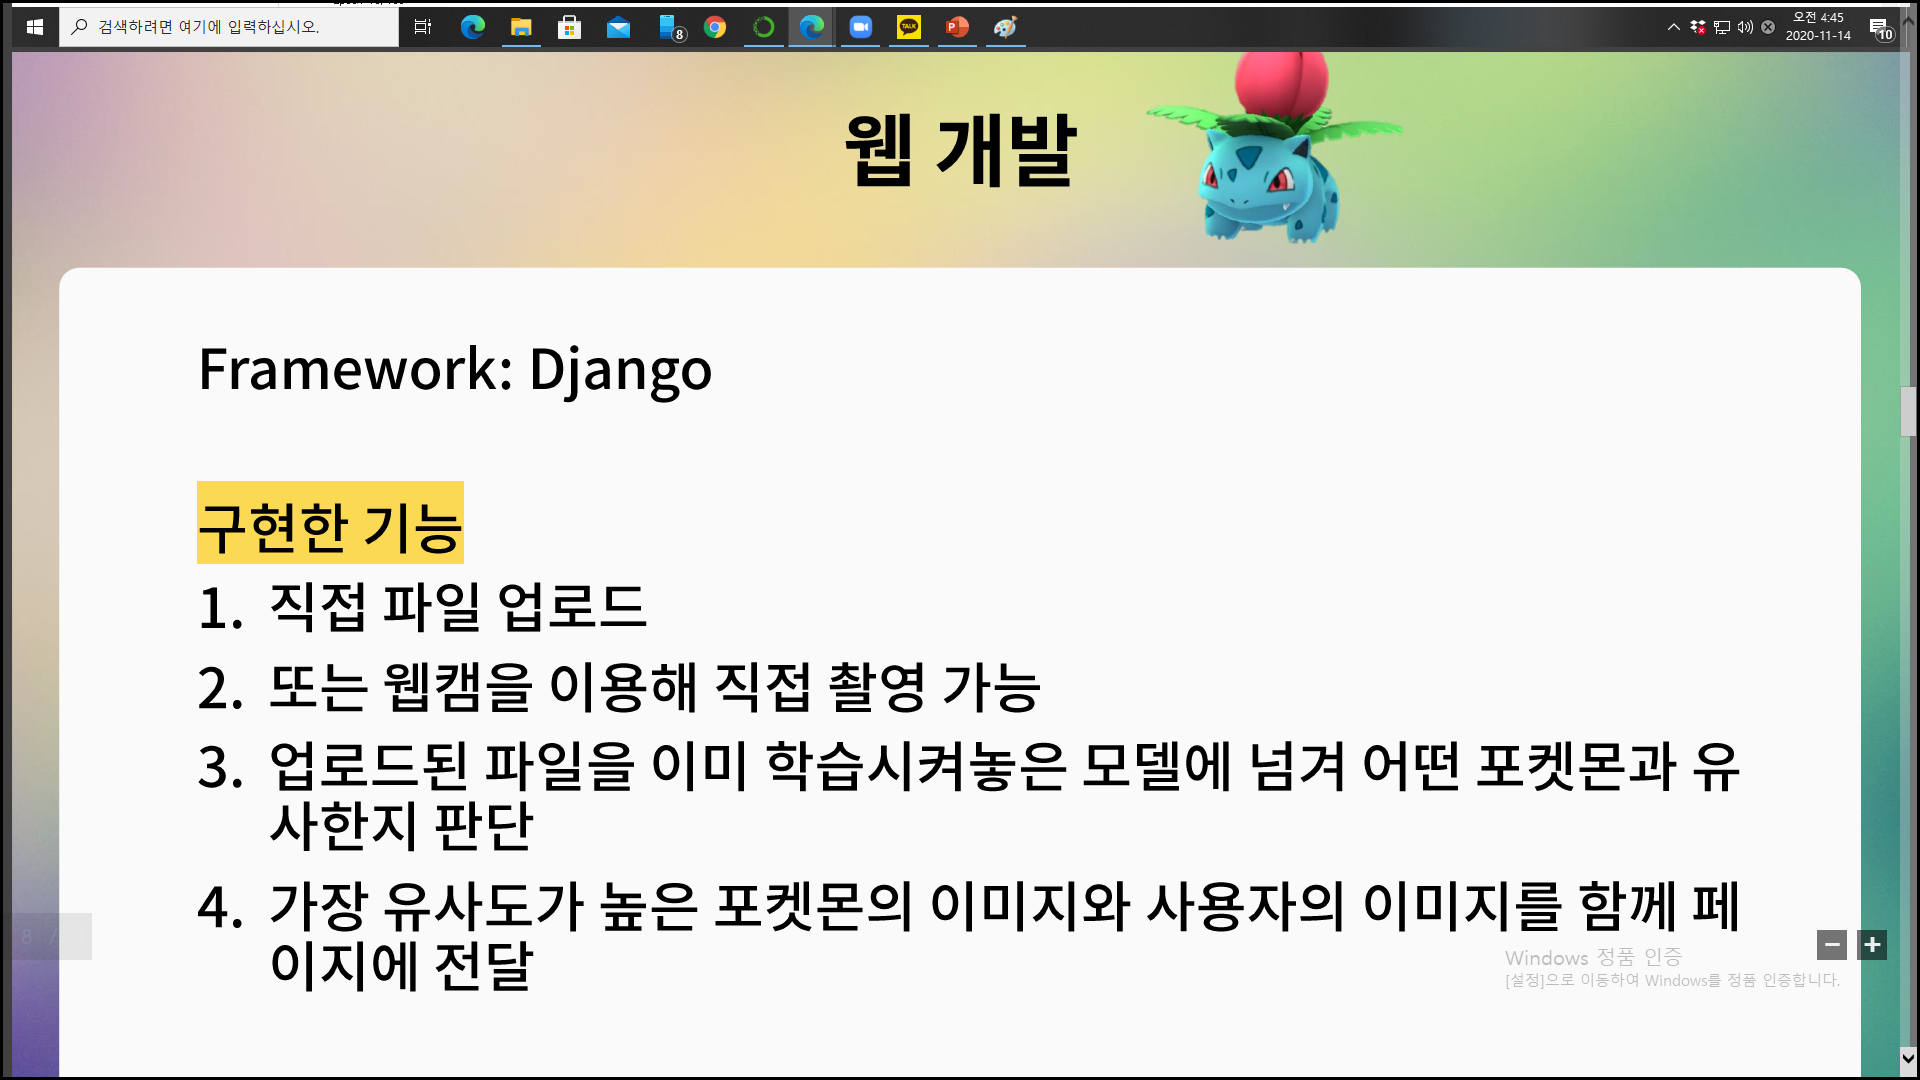 검색하려면 여기에 입력하십시오.
8
TALK
오전 4:45
2020-11-14
10
웹 개발
Framework: Django
구현한 기능
1. 직접 파일 업로드
2. 또는 웹캠을 이용해 직접 촬영 가능
3. 업로드된 파일을 이미 학습시켜놓은 모델에 넘겨 어떤 포켓몬과 유
사한지 판단
4. 가장 유사도가 높은 포켓몬의 이미지와 사용자의 이미지를 함께 페
이지에 전달
8 /
Windows 정품 인증
[설정]으로 이동하여 Windows를 정품 인증합니다.